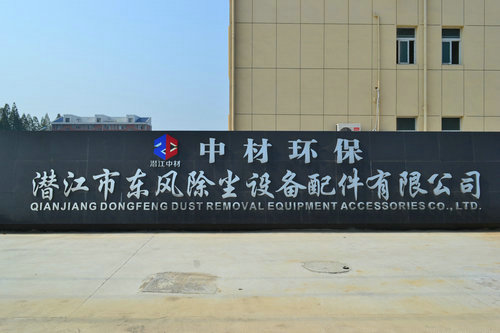 潜江中材
中材环保
潜江市东风除尘设备配件有限公司
QIANJIANG DONGFENG DUST REMOVAL EQUIPMENT ACCESSORIES CO., LTD.